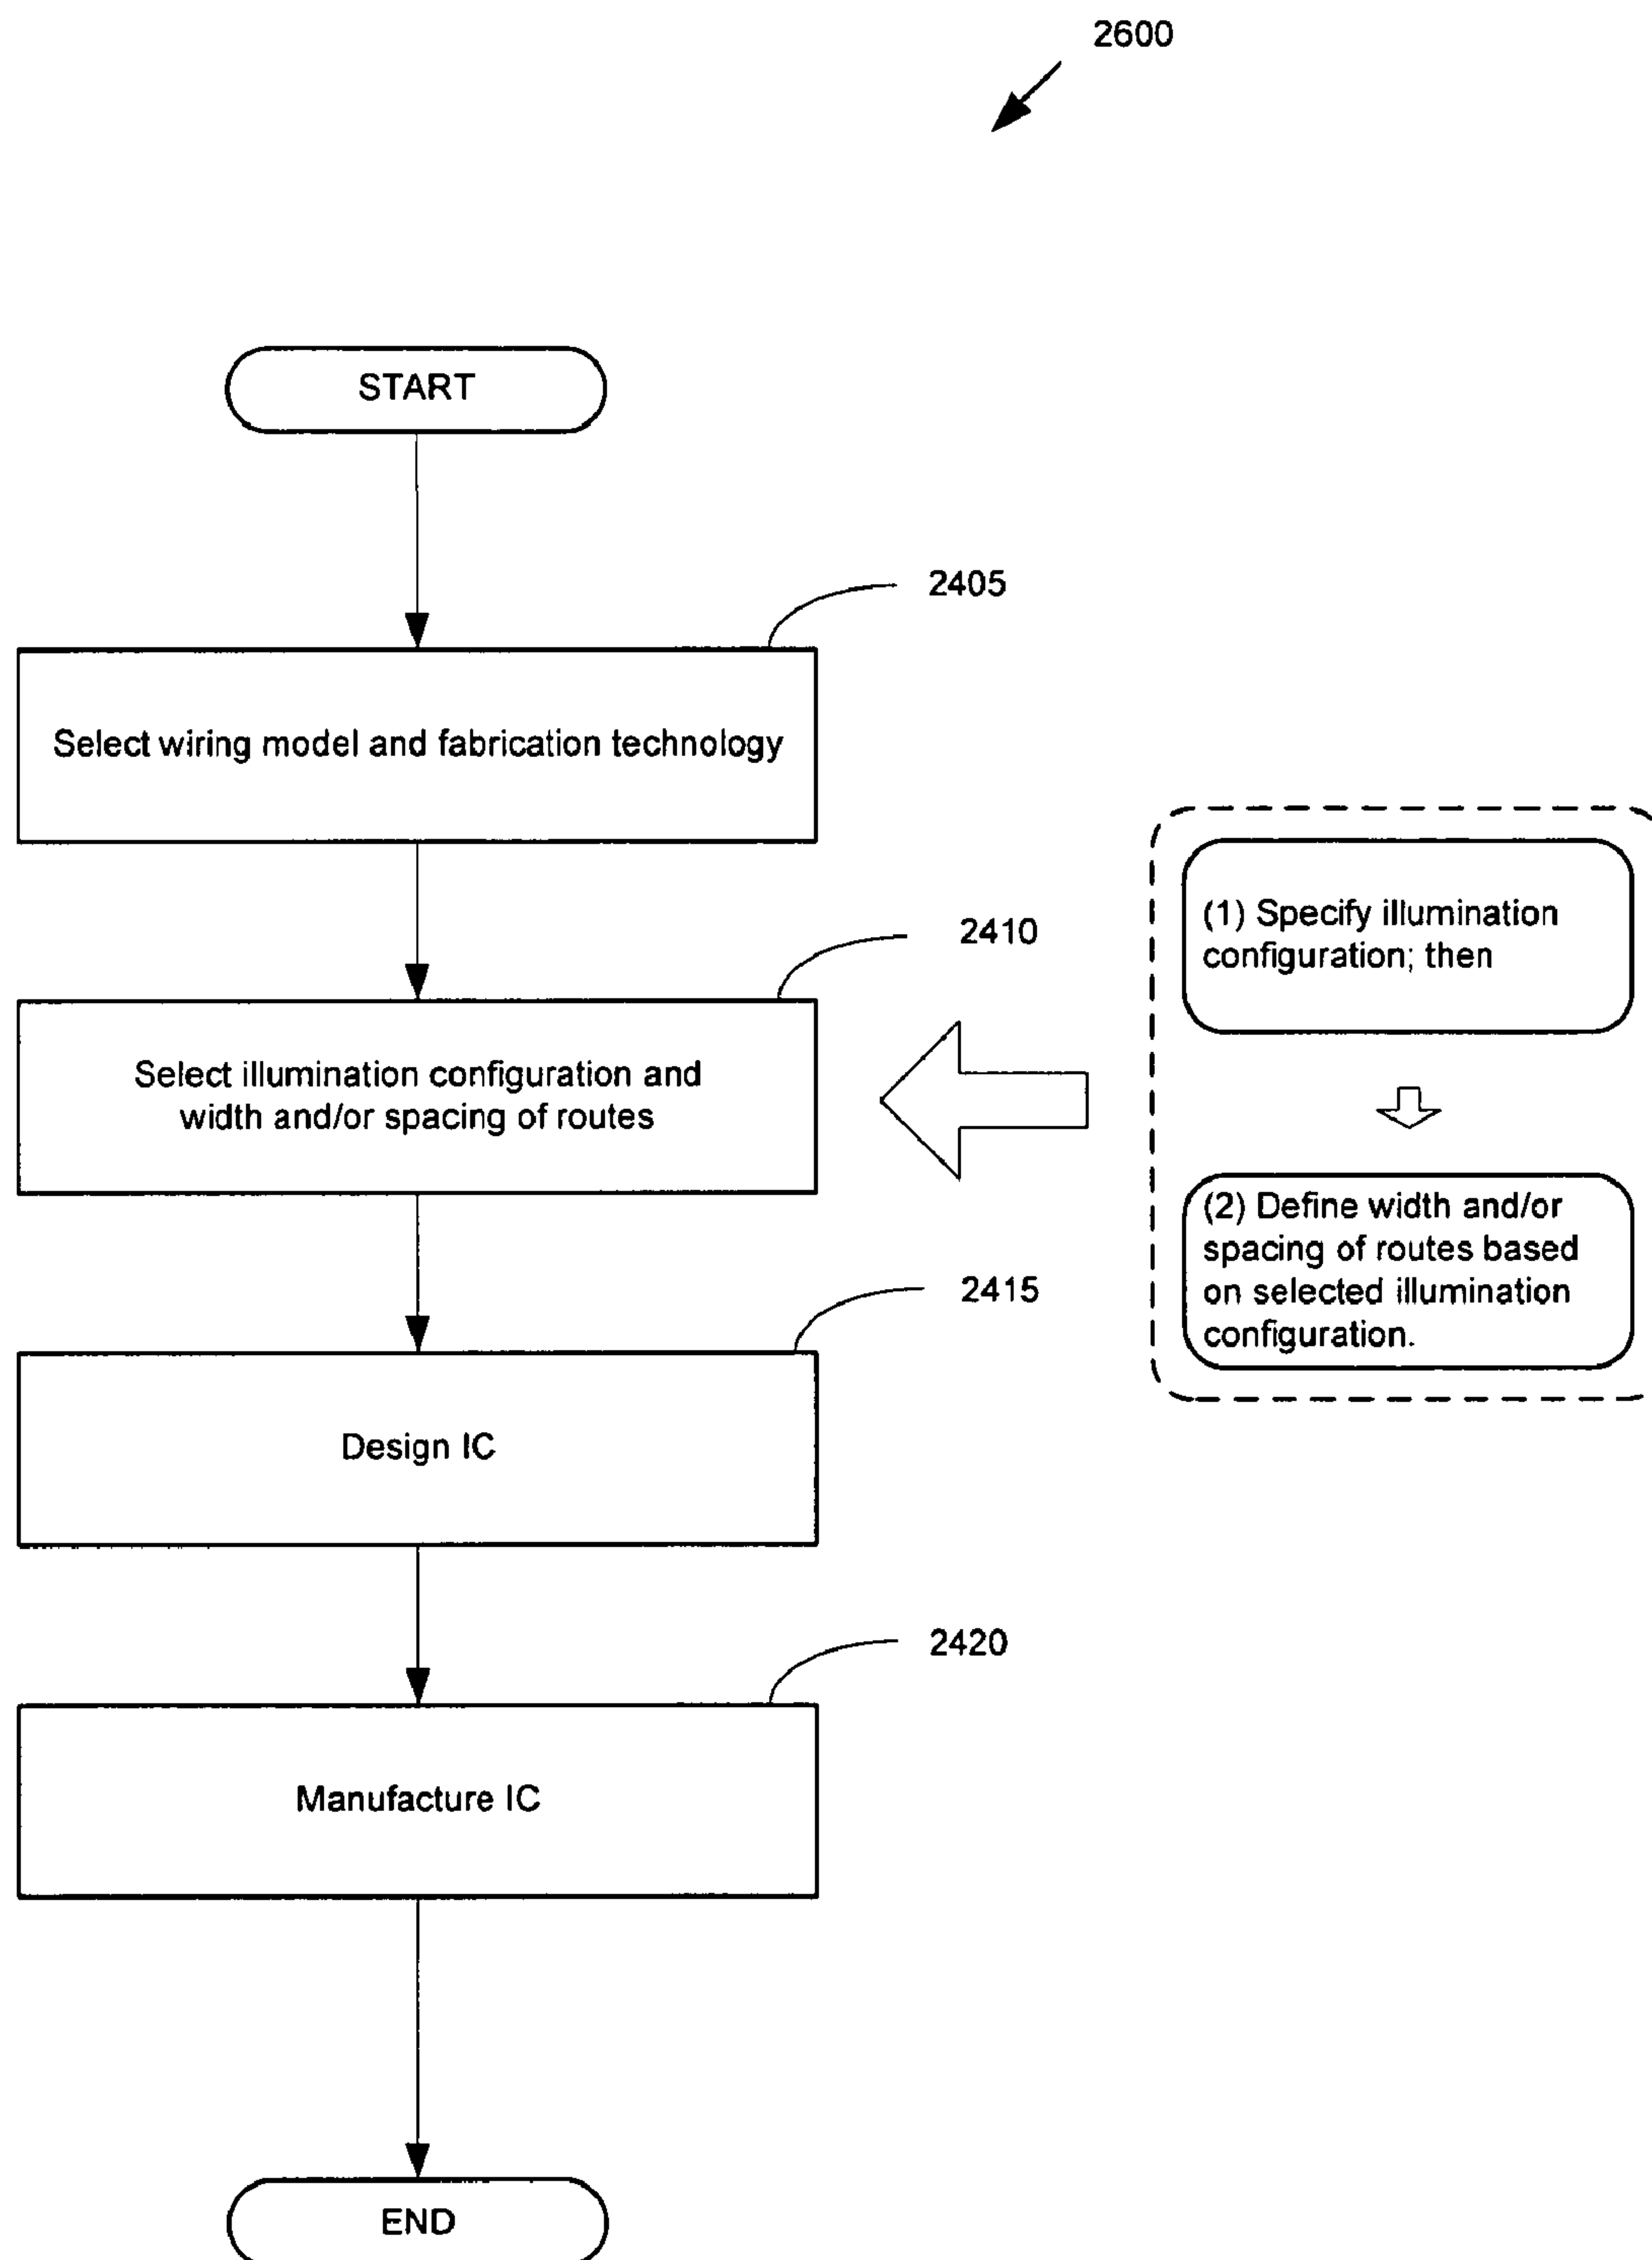 2600
START
2405
Select wiring model and fabrication technology
2410
Select illumination configuration and
width and/or spacing of routes
(1) Specify illumination
configuration; then
(2) Define width and/or
spacing of routes based
on selected illumination
configuration.
2415
Design IC
2420
Manufacture IC
END